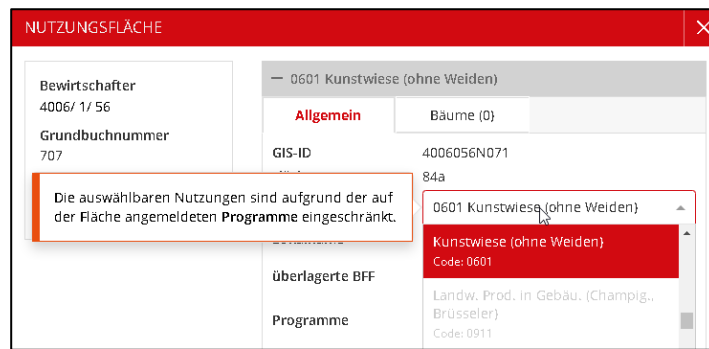 NUTZUNGSFLÄCHE
Bewirtschafter
4006/ 1/ 56
Grundbuchnummer
707
— 0601 Kunstwiese (ohne Weiden)
Allgemein
Bäume (0)
GIS-ID
4006056N071
84a
Die auswählbaren Nutzungen sind aufgrund der auf
der Fläche angemeldeten Programme eingeschränkt.
0601 Kunstwiese (ohne Weiden)
Kunstwiese (ohne Weiden)
Code: 0601
überlagerte BFF
Landw. Prod. in Gebäu. (Champig.,
Brüsseler)
Code: 0911
Programme